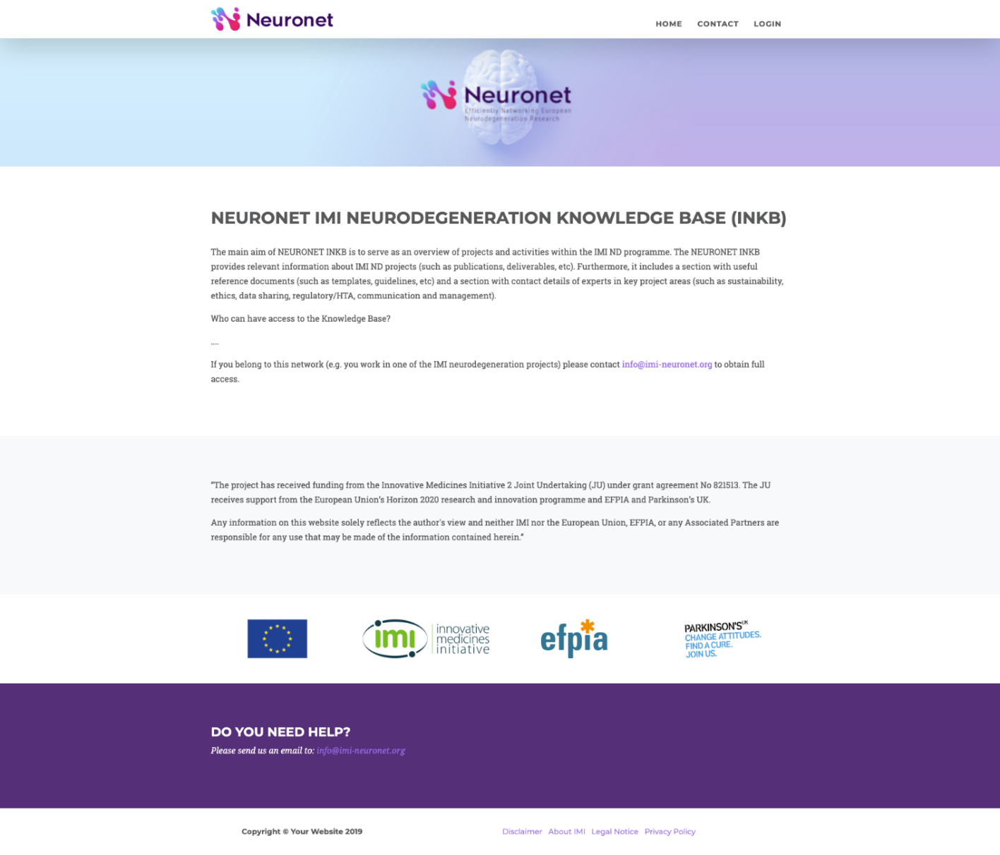 Neuronet
HOME CONTACT LOGIN
Neuronet
Efficiently Networking European
Neurodegeneration Research
NEURONET IMI NEURODEGENERATION KNOWLEDGE BASE (INKB)
The main aim of NEURONET INKB is to serve as an overview of projects and activities within the IMI ND programme. The NEURONET INKB
provides relevant information about IMI ND projects (such as publications, deliverables, etc). Furthermore, it includes a section with useful
reference documents (such as templates, guidelines, etc) and a section with contact details of experts in key project areas (such as sustainability,
ethics, data sharing, regulatory/HTA, communication and management).
Who can have access to the Knowledge Base?
....
If you belong to this network (e.g. you work in one of the IMI neurodegeneration projects) please contact info@imi-neuronet.org to obtain full
access.
“The project has received funding from the Innovative Medicines Initiative 2 Joint Undertaking (JU) under grant agreement No 821513. The JU
receives support from the European Union’s Horizon 2020 research and innovation programme and EFPIA and Parkinson’s UK.
Any information on this website solely reflects the author's view and neither IMI nor the European Union, EFPIA, or any Associated Partners are
responsible for any use that may be made of the information contained herein.”
imi
innovative
medicines
initiative
efpia
PARKINSON'S UK
CHANGE ATTITUDES.
FIND A CURE.
JOIN US.
DO YOU NEED HELP?
Please send us an email to: info@imi-neuronet.org
Copyright © Your Website 2019
Disclaimer About IMI Legal Notice Privacy Policy